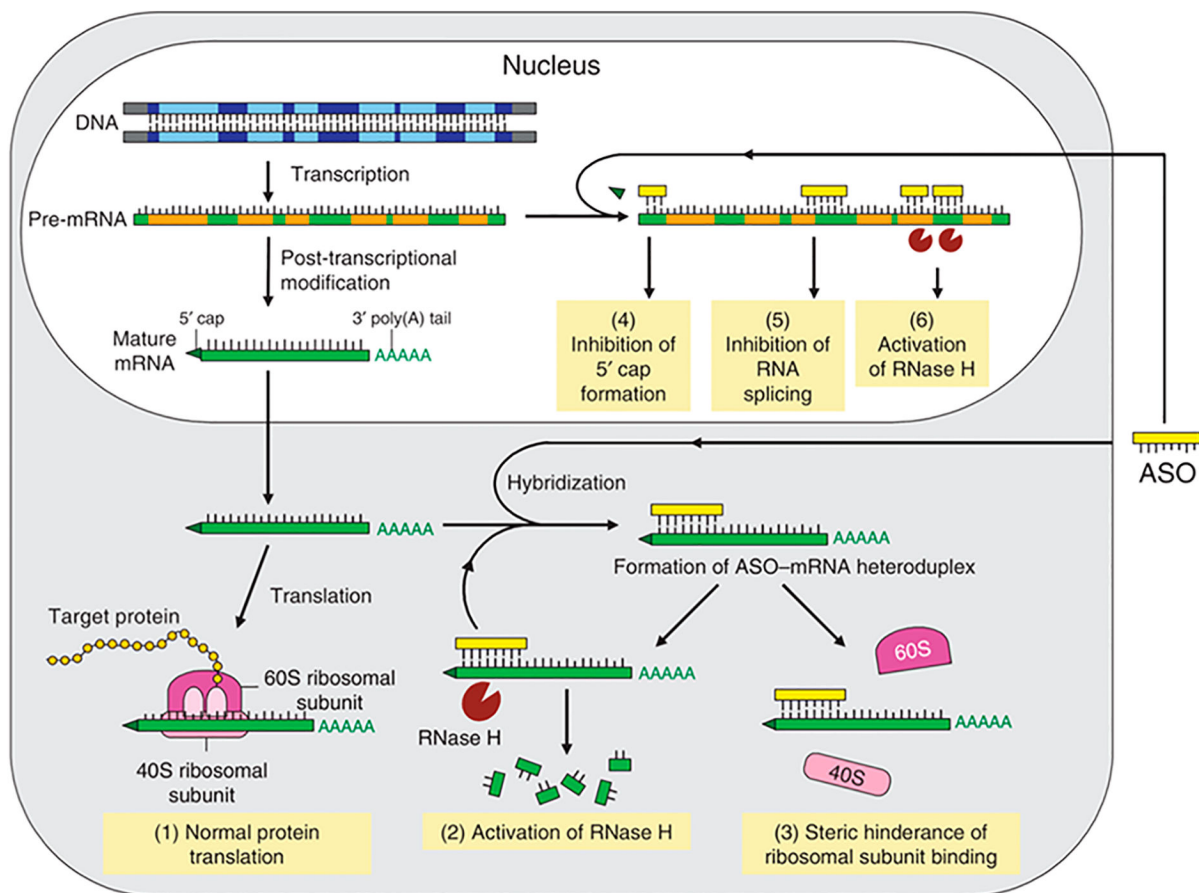 Nucleus
DNA
Transcription
Pre-mRNA
Post-transcriptional
modification
5′ cap
3′ poly(A) tail
Mature
mRNA
AAAAA
(4)
Inhibition of
5′ cap
formation
(5)
Inhibition of
RNA
splicing
(6)
Activation
of RNase H
ASO
Hybridization
AAAAA
AAAAA
Formation of ASO–mRNA heteroduplex
Translation
Target protein
60S ribosomal
subunit
AAAAA
40S ribosomal
subunit
AAAAA
RNase H
60S
AAAAA
40S
(1) Normal protein
translation
(2) Activation of RNase H
(3) Steric hinderance of
ribosomal subunit binding